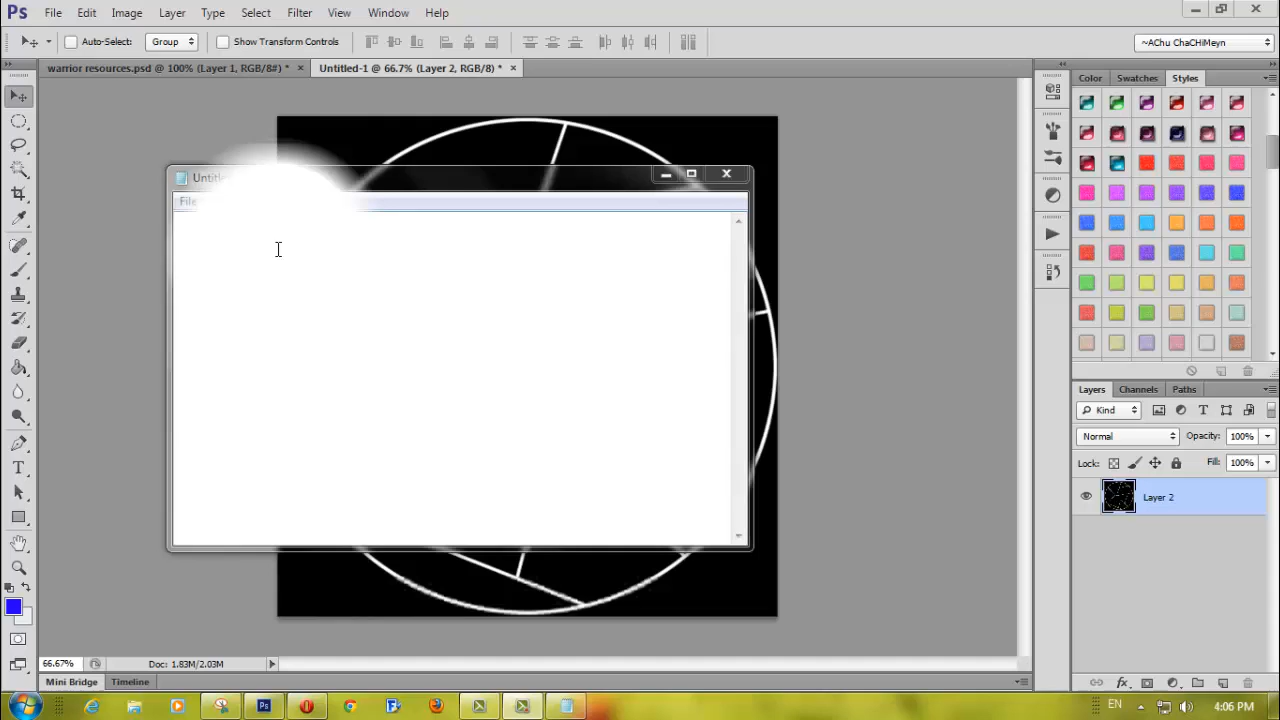 Ps File Edit Image Layer Type Select Filter View Window Help
Auto-Select: Group Show Transform Controls ~AChu ChaCHiMeyn
warrior resources.psd @ 100% (Layer 1, RGB/8#) * × Untitled-1 @ 66.7% (Layer 2, RGB/8) * ×
Color Swatches Styles
File
Layers Channels Paths
Kind
Normal Opacity: 100%
Lock: Fill: 100%
Layer 2
66.67% Doc: 1.83M/2.03M
Mini Bridge Timeline
Ps EN 4:06 PM